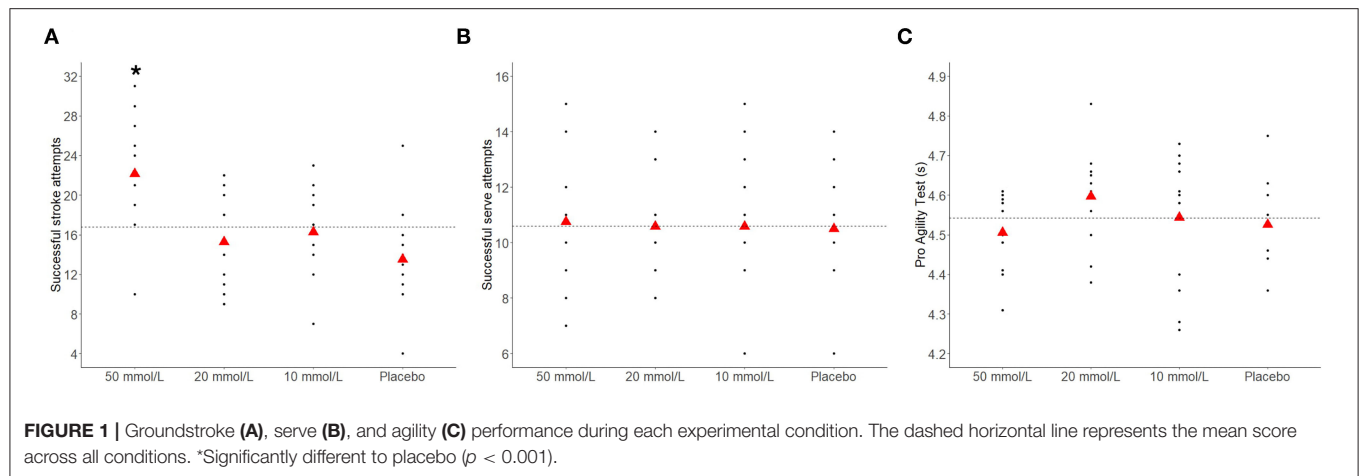 A
Successful stroke attempts
32
28
24
20
16
12
8
4
*
50 mmol/L 20 mmol/L 10 mmol/L Placebo
B
Successful serve attempts
16
14
12
10
8
6
50 mmol/L 20 mmol/L 10 mmol/L Placebo
C
Pro Agility Test (s)
4.9
4.8
4.7
4.6
4.5
4.4
4.3
4.2
50 mmol/L 20 mmol/L 10 mmol/L Placebo
FIGURE 1 | Groundstroke (A), serve (B), and agility (C) performance during each experimental condition. The dashed horizontal line represents the mean score
across all conditions. *Significantly different to placebo (p < 0.001).